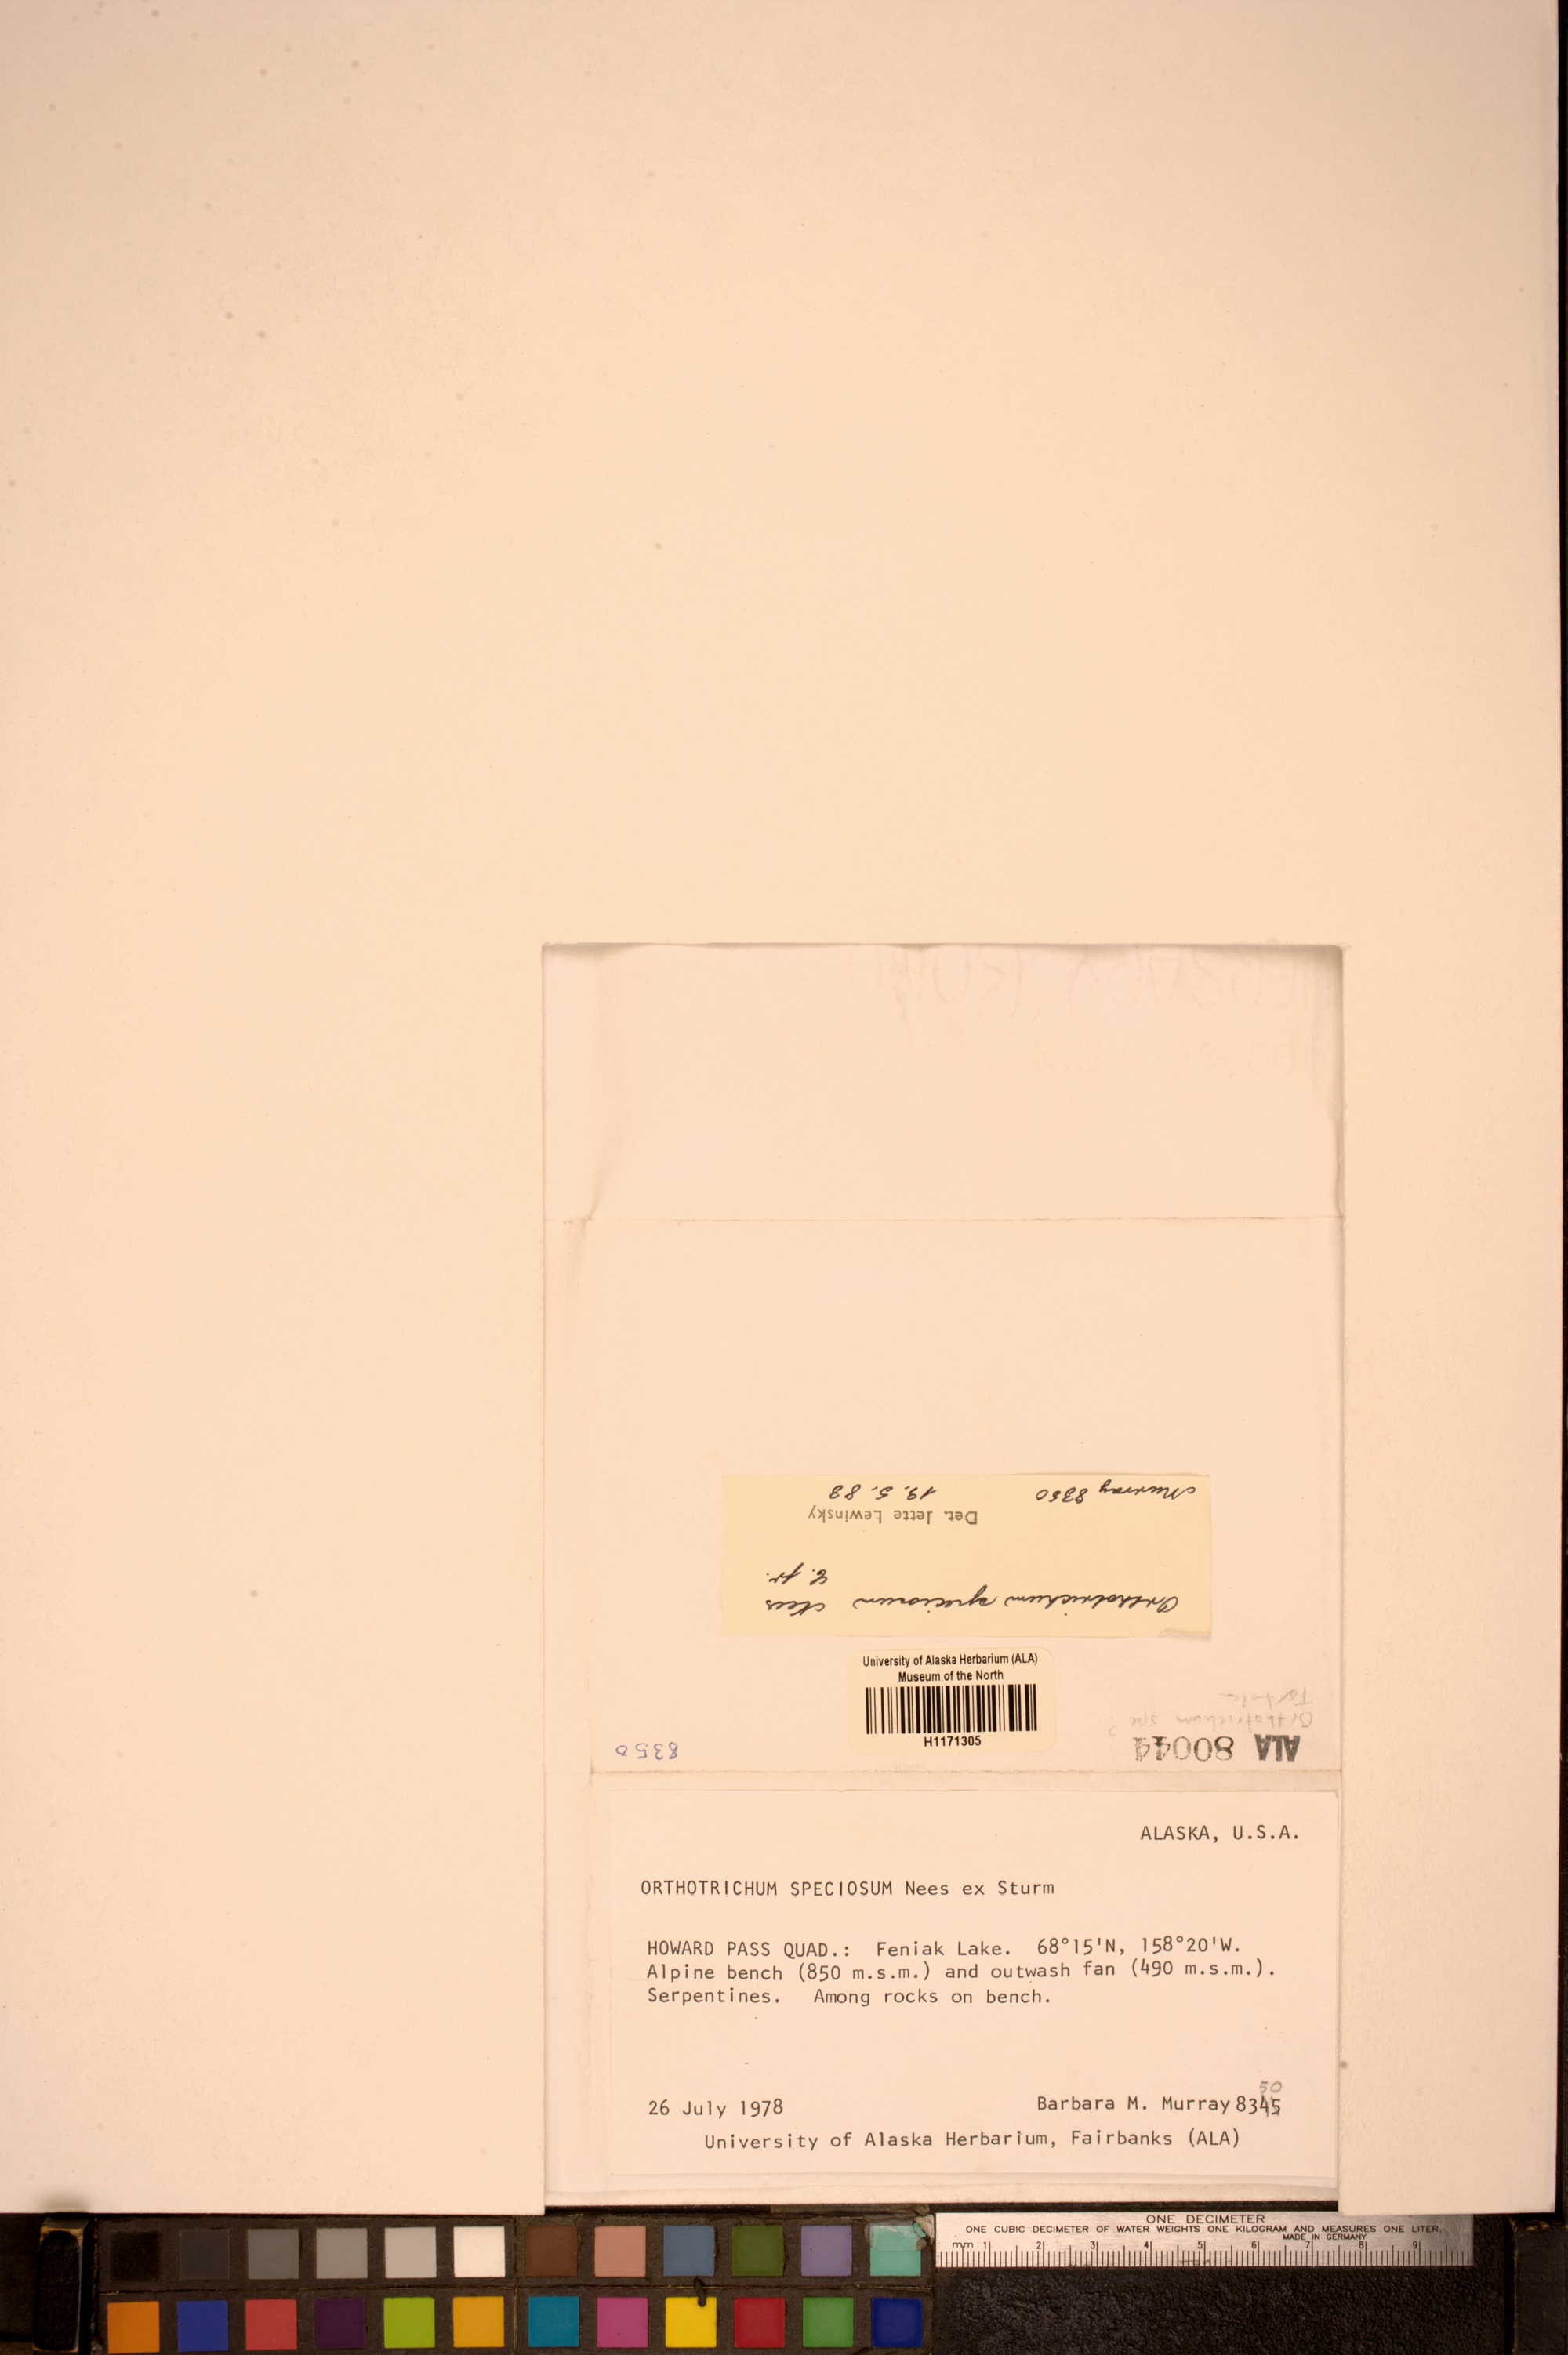 Murray 8350 19.5.83
Det. Jette Lewinsky
c. fr.
Orthotrichum speciosum Nees
University of Alaska Herbarium (ALA)
Museum of the North
H1171305
Orthotrichum spe ?
8350
ALA 80044
ALASKA, U.S.A.
ORTHOTRICHUM SPECIOSUM Nees ex Sturm
HOWARD PASS QUAD.: Feniak Lake. 68°15'N, 158°20'W.
Alpine bench (850 m.s.m.) and outwash fan (490 m.s.m.).
Serpentines. Among rocks on bench.
50
26 July 1978 Barbara M. Murray 8345
University of Alaska Herbarium, Fairbanks (ALA)
ONE DECIMETER
ONE CUBIC DECIMETER OF WATER WEIGHTS ONE KILOGRAM AND MEASURES ONE LITER.
MADE IN GERMANY
mm 1 2 3 4 5 6 7 8 9